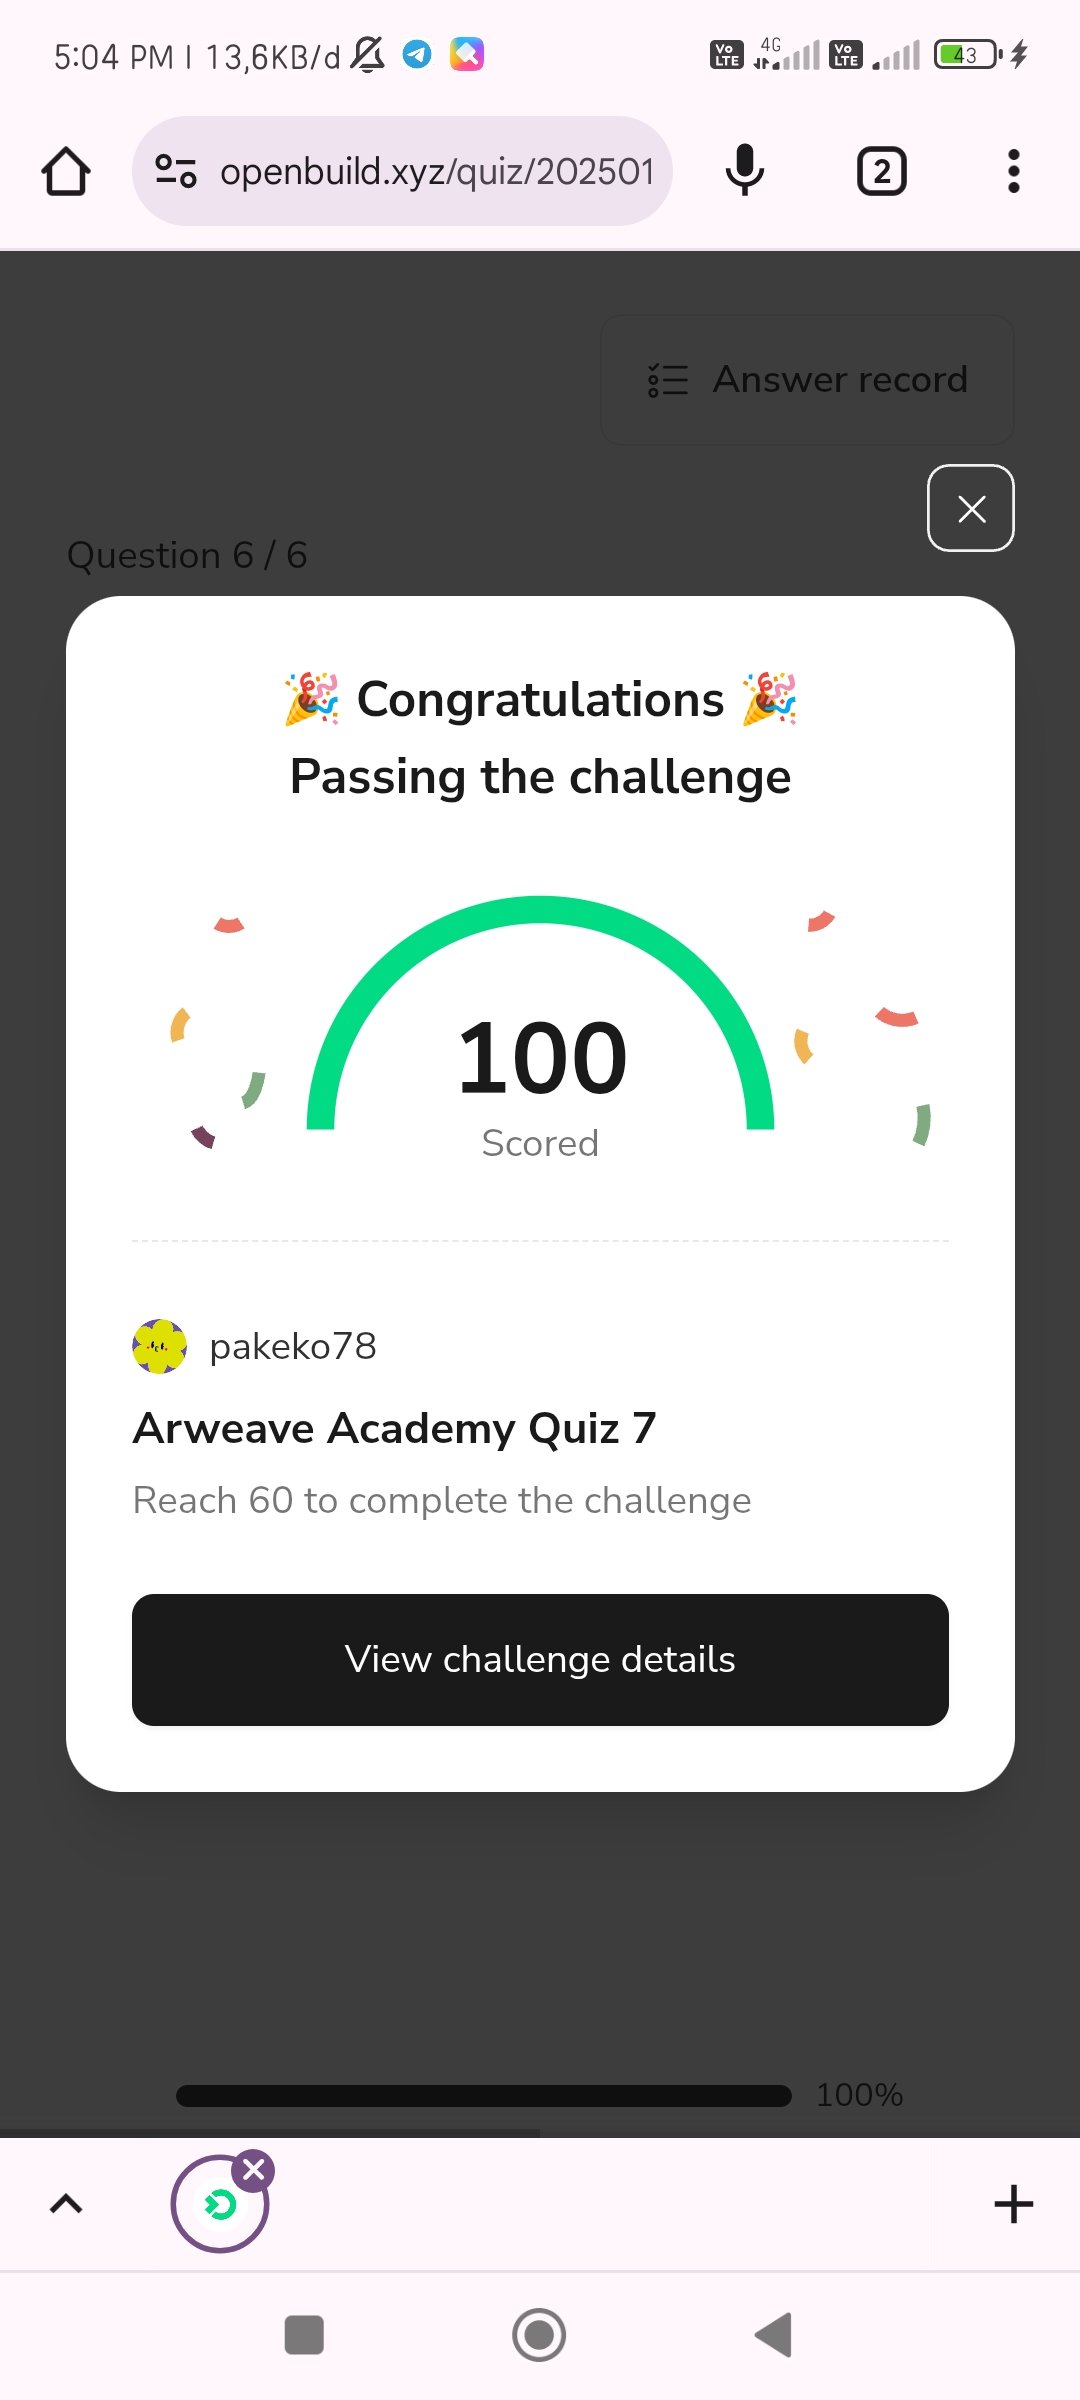 5:04 PM | 13,6KB/d
Vo LTE 4G Vo LTE 43
openbuild.xyz/quiz/202501
2
Answer record
Question 6 / 6
🎉 Congratulations 🎉
Passing the challenge
100
Scored
pakeko78
Arweave Academy Quiz 7
Reach 60 to complete the challenge
View challenge details
100%